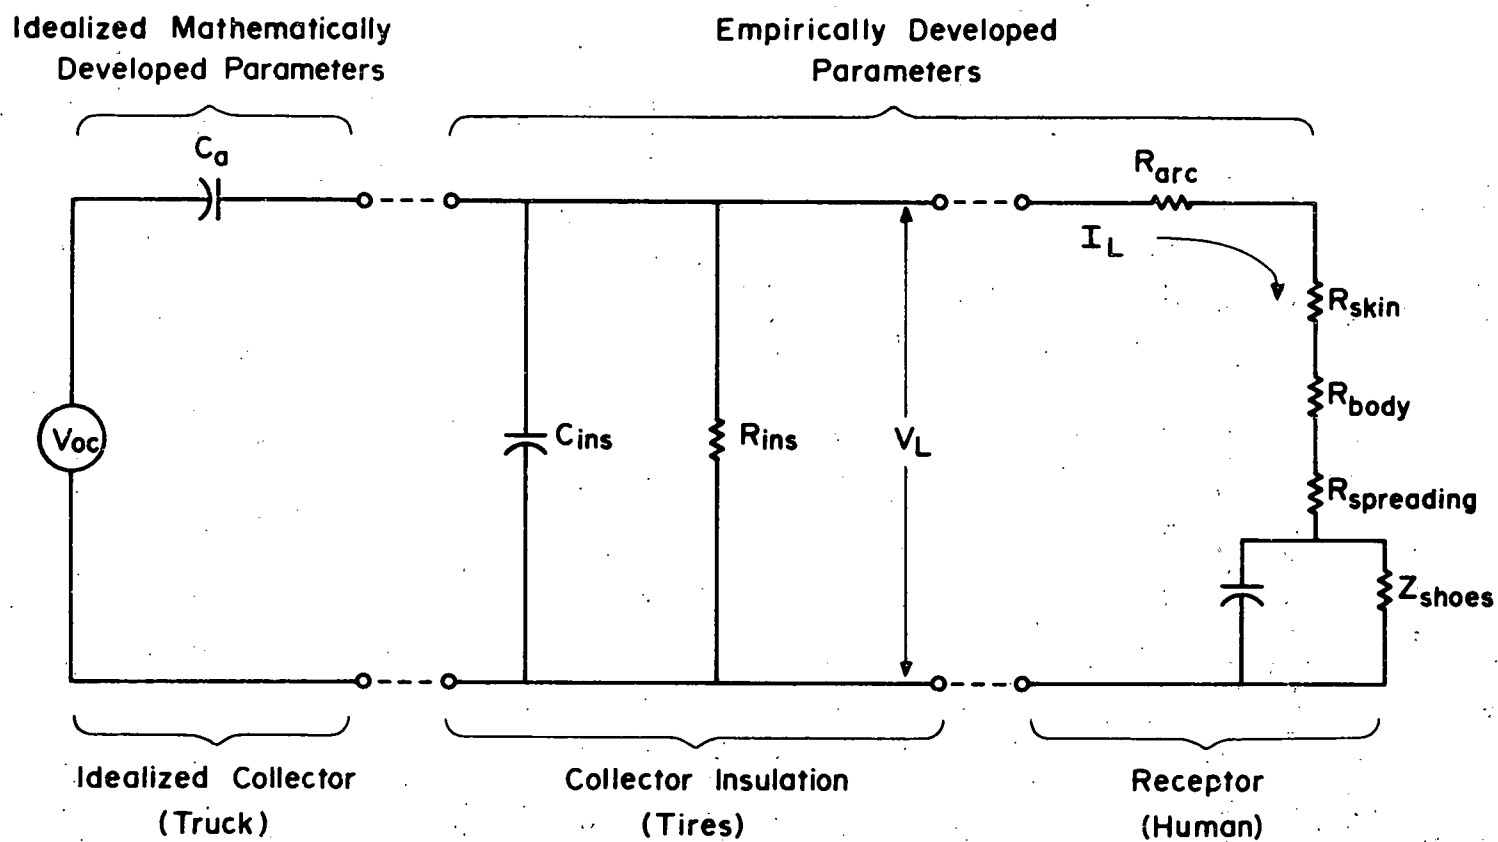 Idealized Mathematically
Developed Parameters
Empirically Developed
Parameters
Ca
Rarc
IL
Rskin
Rbody
Rspreading
Zshoes
Voc
Cins
Rins
VL
Idealized Collector
(Truck)
Collector Insulation
(Tires)
Receptor
(Human)